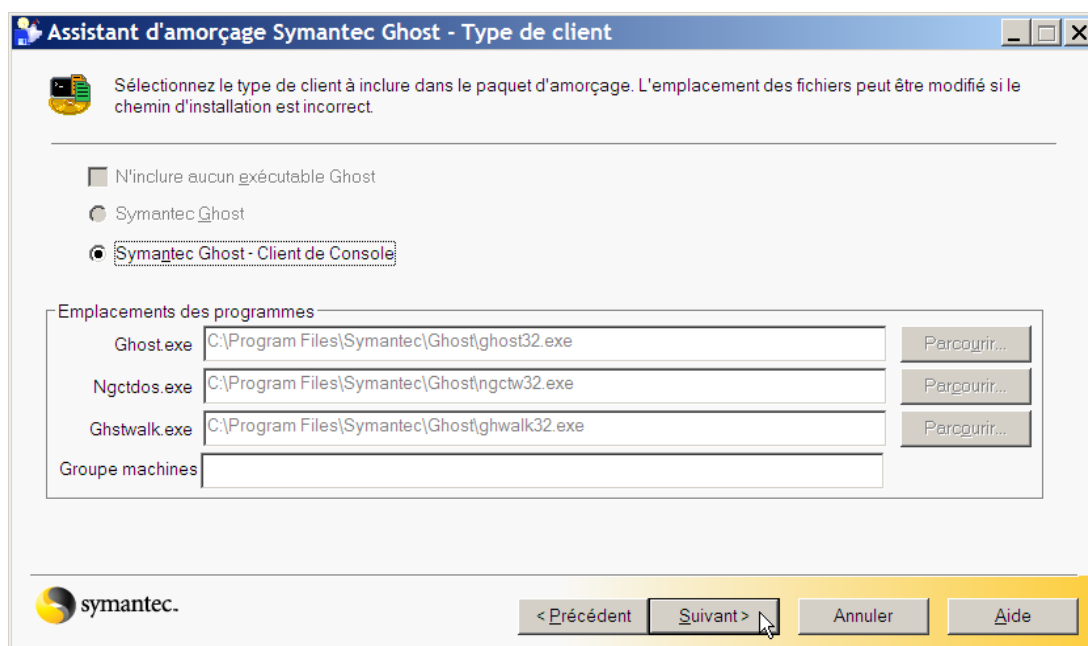 Assistant d'amorçage Symantec Ghost - Type de client
Sélectionnez le type de client à inclure dans le paquet d'amorçage. L'emplacement des fichiers peut être modifié si le
chemin d'installation est incorrect.
N'inclure aucun exécutable Ghost
Symantec Ghost
Symantec Ghost - Client de Console
Emplacements des programmes
Ghost.exe C:\Program Files\Symantec\Ghost\ghost32.exe Parcourir...
Ngctdos.exe C:\Program Files\Symantec\Ghost\ngctw32.exe Parcourir...
Ghstwalk.exe C:\Program Files\Symantec\Ghost\ghwalk32.exe Parcourir...
Groupe machines
symantec.
< Précédent Suivant > Annuler Aide